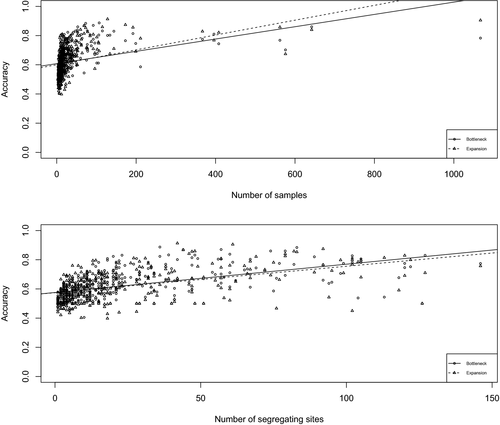 1.0
0.8
0.6
0.4
0.2
0.0
Accuracy
0 200 400 600 800 1000
Number of samples
Bottleneck
Expansion
1.0
0.8
0.6
0.4
0.2
0.0
Accuracy
0 50 100 150
Number of segregating sites
Bottleneck
Expansion